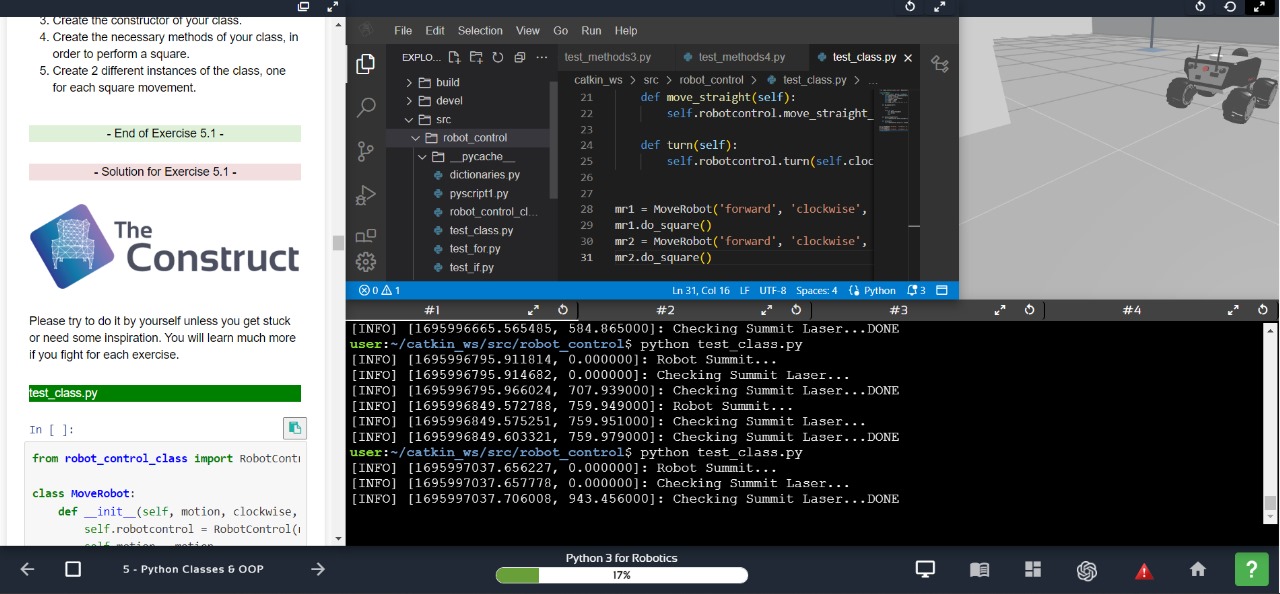 3. Create the constructor of your class.
4. Create the necessary methods of your class, in
order to perform a square.
5. Create 2 different instances of the class, one
for each square movement.
- End of Exercise 5.1 -
- Solution for Exercise 5.1 -
The
Construct
Please try to do it by yourself unless you get stuck
or need some inspiration. You will learn much more
if you fight for each exercise.
test_class.py
In [ ]:
from robot_control_class import RobotContr
class MoveRobot:
def __init__(self, motion, clockwise,
self.robotcontrol = RobotControl(r
self.motion = motion
File Edit Selection View Go Run Help
EXPLO... ...
build
devel
src
robot_control
__pycache__
dictionaries.py
pyscript1.py
robot_control_cl...
test_class.py
test_for.py
test_if.py
test_methods3.py test_methods4.py test_class.py
catkin_ws > src > robot_control > test_class.py > ...
21 def move_straight(self):
22 self.robotcontrol.move_straight_
23
24 def turn(self):
25 self.robotcontrol.turn(self.cloc
26
27
28 mr1 = MoveRobot('forward', 'clockwise',
29 mr1.do_square()
30 mr2 = MoveRobot('forward', 'clockwise',
31 mr2.do_square()
0 1 Ln 31, Col 16 LF UTF-8 Spaces: 4 Python 3
#1 #2 #3 #4
[INFO] [1695996665.565485, 584.865000]: Checking Summit Laser...DONE
user:~/catkin_ws/src/robot_control$ python test_class.py
[INFO] [1695996795.911814, 0.000000]: Robot Summit...
[INFO] [1695996795.914682, 0.000000]: Checking Summit Laser...
[INFO] [1695996795.966024, 707.939000]: Checking Summit Laser...DONE
[INFO] [1695996849.572788, 759.949000]: Robot Summit...
[INFO] [1695996849.575251, 759.951000]: Checking Summit Laser...
[INFO] [1695996849.603321, 759.979000]: Checking Summit Laser...DONE
user:~/catkin_ws/src/robot_control$ python test_class.py
[INFO] [1695997037.656227, 0.000000]: Robot Summit...
[INFO] [1695997037.657778, 0.000000]: Checking Summit Laser...
[INFO] [1695997037.706008, 943.456000]: Checking Summit Laser...DONE
5 - Python Classes & OOP
Python 3 for Robotics
17%
?